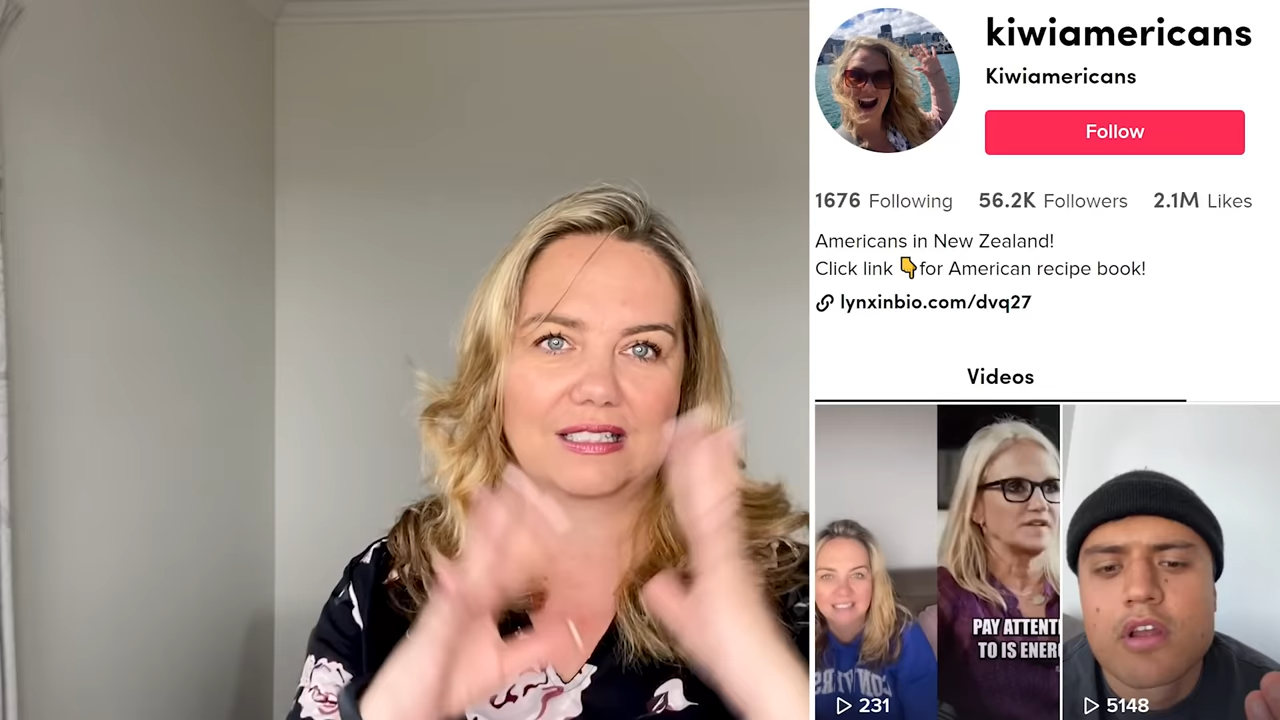 kiwiamericans
Kiwiamericans
Follow
1676 Following 56.2K Followers 2.1M Likes
Americans in New Zealand!
Click link 👇for American recipe book!
lynxinbio.com/dvq27
Videos
PAY ATTENT
TO IS ENER
231
5148